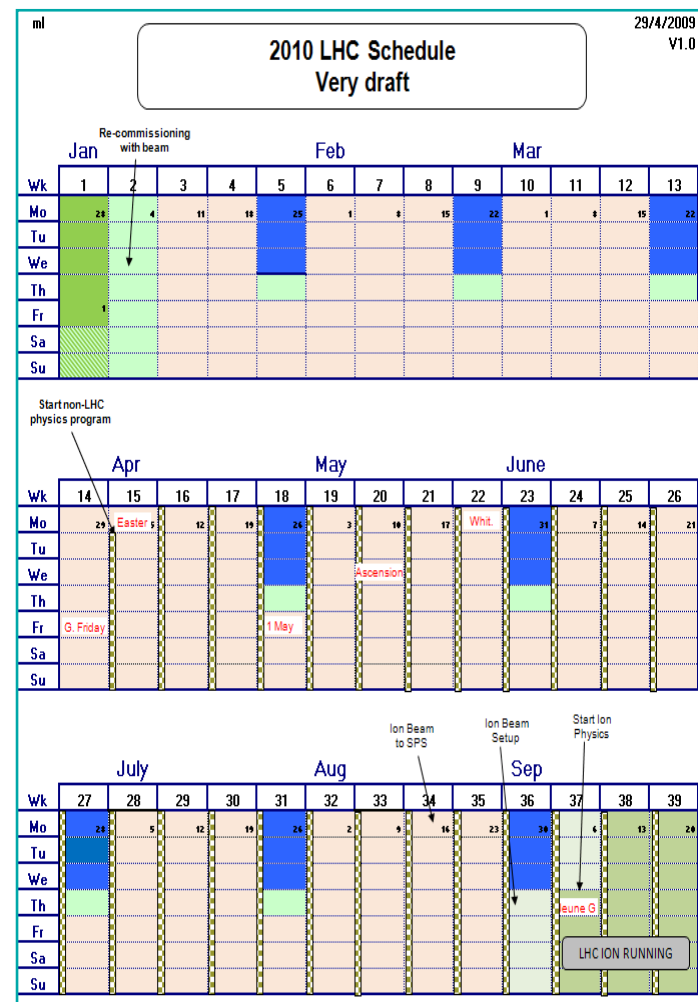 ml
29/4/2009
V1.0
2010 LHC Schedule
Very draft
Re-commissioning
with beam
Jan Feb Mar
Wk 1 2 3 4 5 6 7 8 9 10 11 12 13
Mo 28 4 11 18 25 1 8 15 22 1 8 15 22
Tu
We
Th
Fr 1
Sa
Su
Start non-LHC
physics program
Apr May June
Wk 14 15 16 17 18 19 20 21 22 23 24 25 26
Mo 29 Easter 5 12 19 26 3 10 17 Whit. 31 7 14 21
Tu
We Ascension
Th
Fr G. Friday 1 May
Sa
Su
Ion Beam
to SPS
Ion Beam
Setup
Start Ion
Physics
July Aug Sep
Wk 27 28 29 30 31 32 33 34 35 36 37 38 39
Mo 28 5 12 19 26 2 9 16 23 30 6 13 20
Tu
We
Th Jeune G
Fr
LHC ION RUNNING
Sa
Su